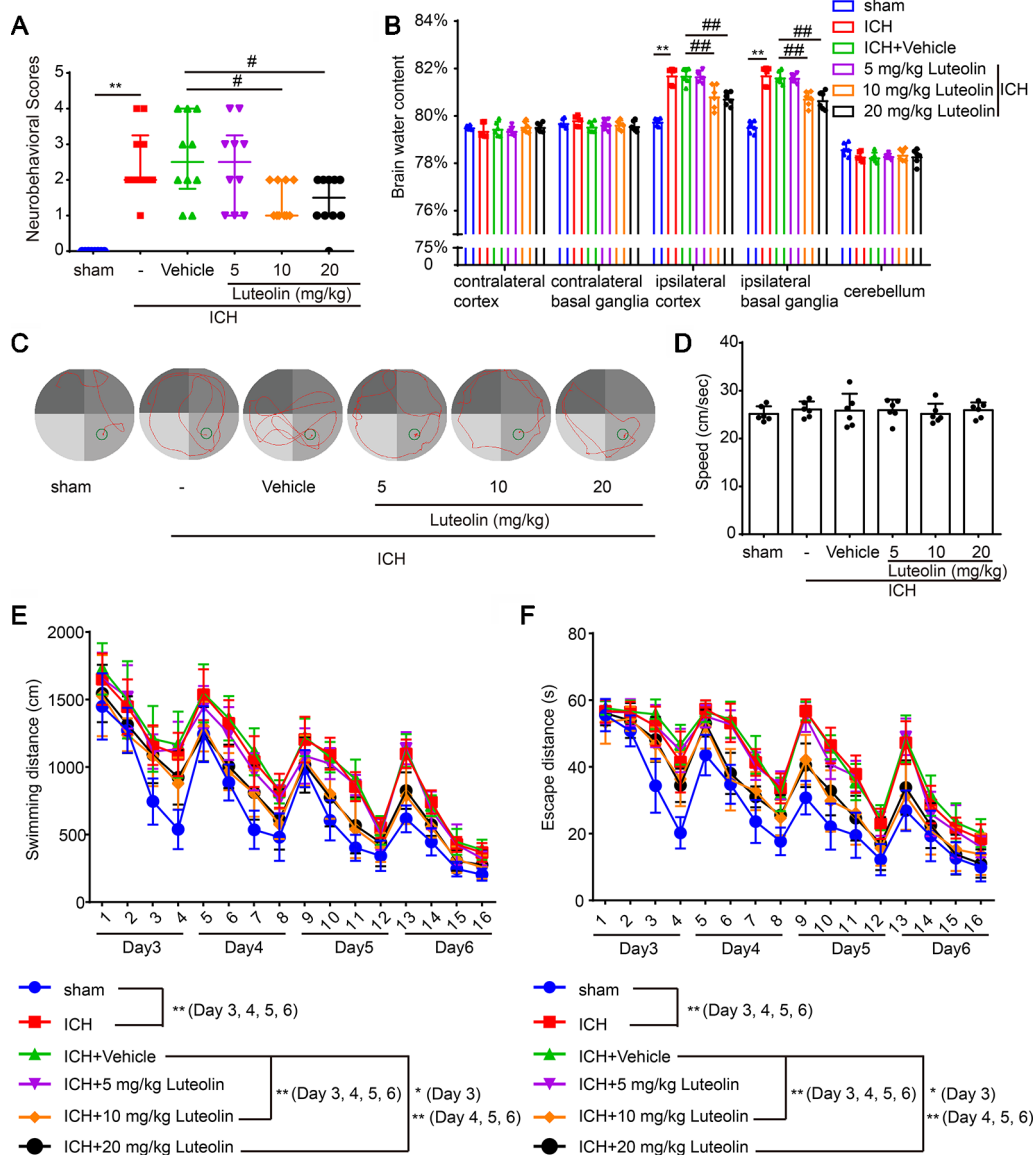 A
Neurobehavioral Scores
5
4
3
2
1
0
**
#
#
sham
-
Vehicle
5
10
20
Luteolin (mg/kg)
ICH
B
Brain water content
84%
82%
80%
78%
76%
75%
0
**
##
##
**
##
##
contralateral cortex
contralateral basal ganglia
ipsilateral cortex
ipsilateral basal ganglia
cerebellum
sham
ICH
ICH+Vehicle
5 mg/kg Luteolin
10 mg/kg Luteolin
20 mg/kg Luteolin
ICH
C
sham
-
Vehicle
5
10
20
Luteolin (mg/kg)
ICH
D
Speed (cm/sec)
40
30
20
10
0
sham
-
Vehicle
5
10
20
Luteolin (mg/kg)
ICH
E
Swimming distance (cm)
2000
1500
1000
500
0
1 2 3 4 5 6 7 8 9 10 11 12 13 14 15 16
Day3 Day4 Day5 Day6
sham
ICH
** (Day 3, 4, 5, 6)
ICH+Vehicle
ICH+5 mg/kg Luteolin
ICH+10 mg/kg Luteolin
ICH+20 mg/kg Luteolin
** (Day 3, 4, 5, 6)
* (Day 3)
** (Day 4, 5, 6)
F
Escape distance (s)
80
60
40
20
0
1 2 3 4 5 6 7 8 9 10 11 12 13 14 15 16
Day3 Day4 Day5 Day6
sham
ICH
** (Day 3, 4, 5, 6)
ICH+Vehicle
ICH+5 mg/kg Luteolin
ICH+10 mg/kg Luteolin
ICH+20 mg/kg Luteolin
** (Day 3, 4, 5, 6)
* (Day 3)
** (Day 4, 5, 6)